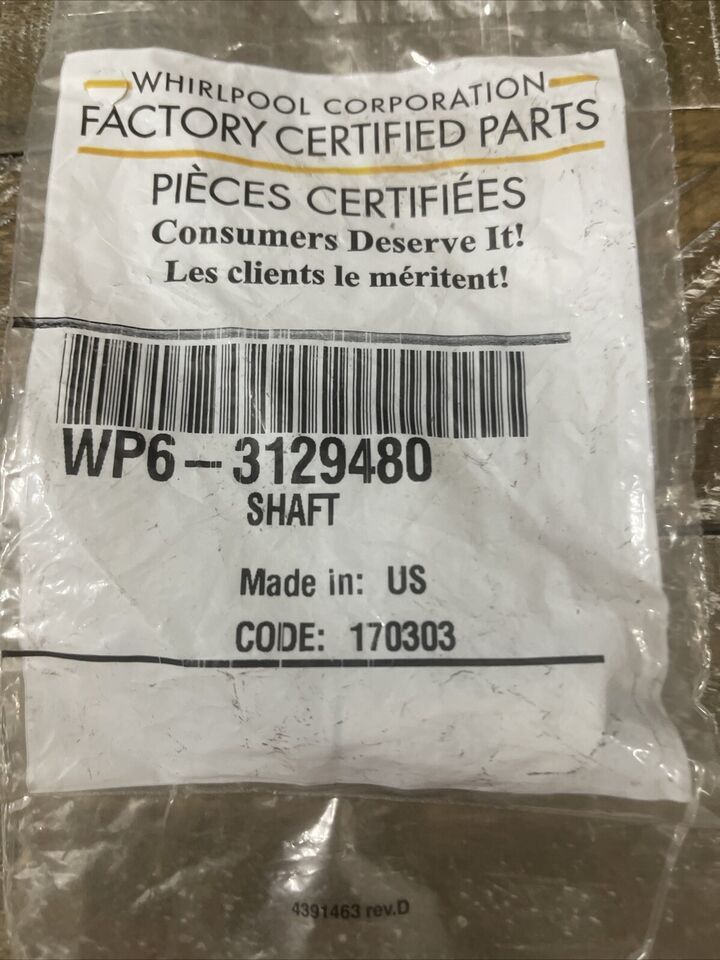 WHIRLPOOL CORPORATION
FACTORY CERTIFIED PARTS
PIÈCES CERTIFIÉES
Consumers Deserve It!
Les clients le méritent!
WP6-3129480
SHAFT
Made in: US
CODE: 170303
4391463 rev.D